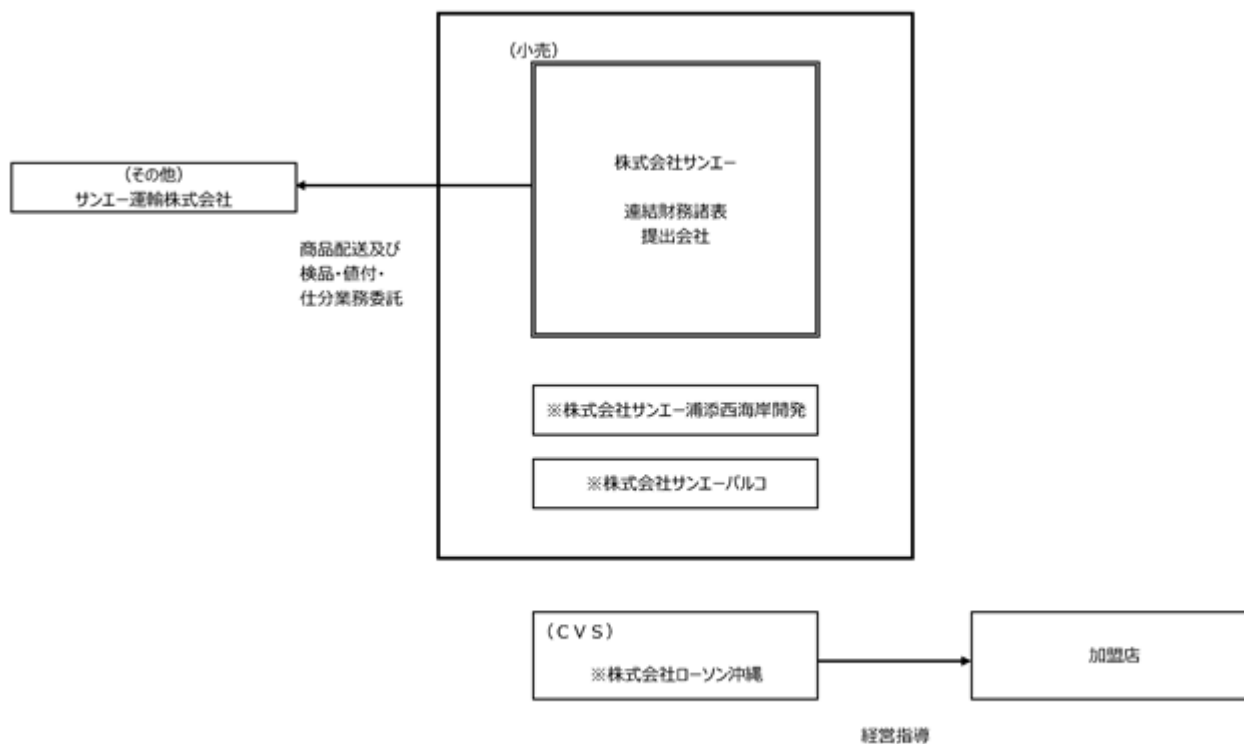 (小売)
株式会社サンエー
連結財務諸表
提出会社
(その他)
サンエー運輸株式会社
商品配送及び
検品・値付・
仕分業務委託
※株式会社サンエー浦添西海岸開発
※株式会社サンエーパルコ
(CVS)
※株式会社ローソン沖縄
加盟店
経営指導